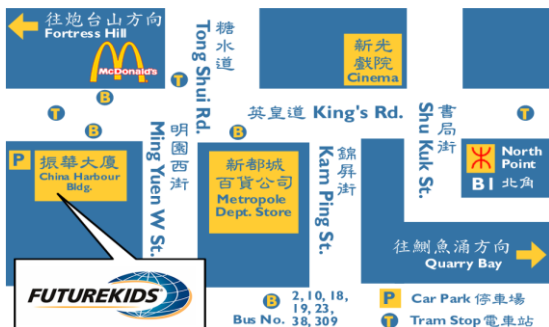 往炮台山方向
Fortress Hill
McDonald's
糖水道
Tong Shui Rd.
新光
戲院
Cinema
T
B
T
B
B
英皇道 King's Rd.
書局街
Shu Kuk St.
T
P
振華大廈
China Harbour
Bldg.
明園西街
Ming Yuen W St.
新都城
百貨公司
Metropole
Dept. Store
錦屏街
Kam Ping St.
North
Point
B1 北角
往鰂魚涌方向
Quarry Bay
FUTUREKIDS
B
Bus No.
2, 10, 18,
19, 23,
38, 309
P Car Park 停車場
T Tram Stop 電車站